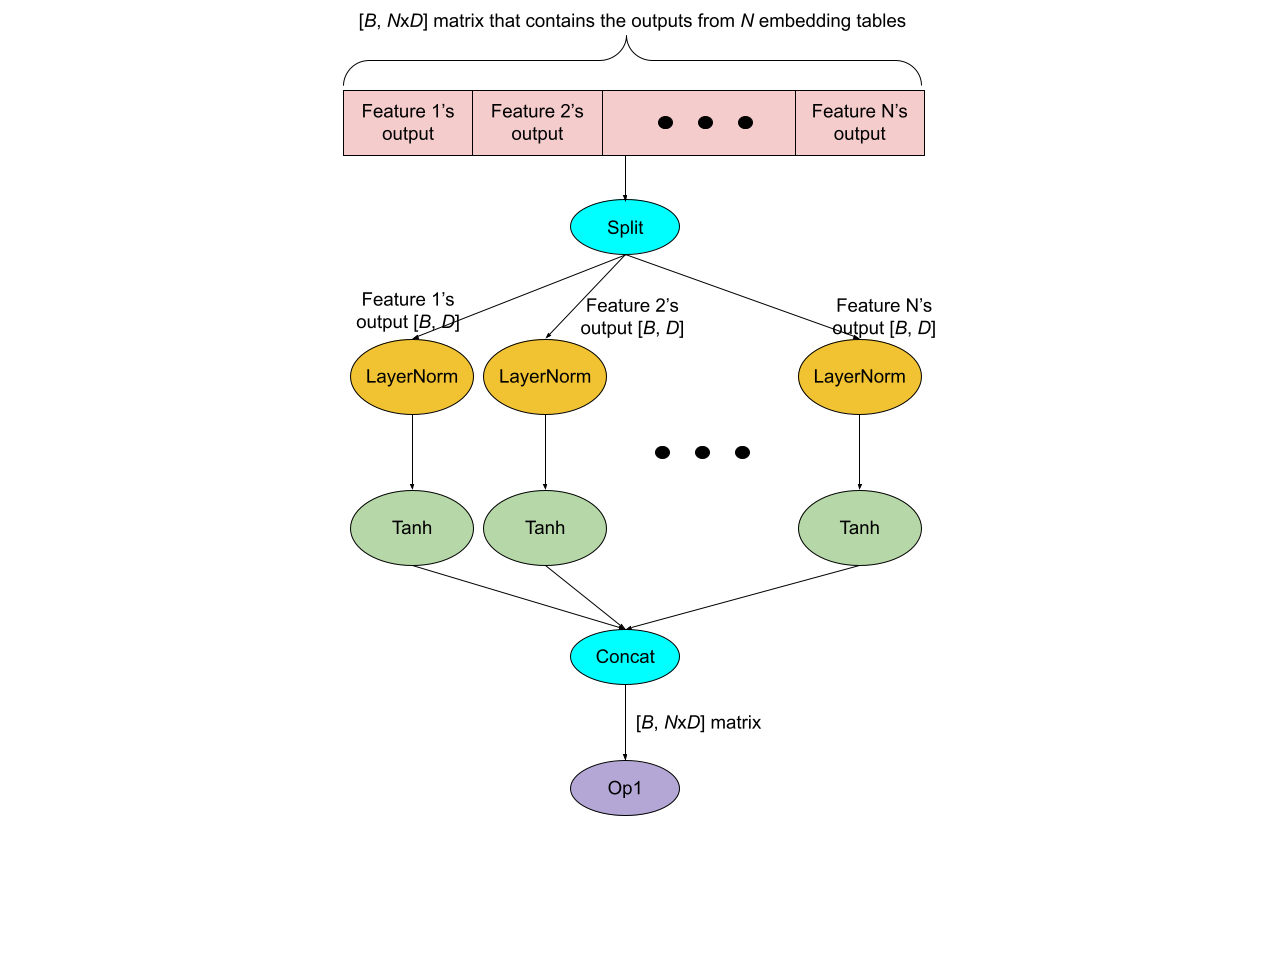 [B, NxD] matrix that contains the outputs from N embedding tables
Feature 1’s
output
Feature 2’s
output
Feature N’s
output
Split
Feature 1’s
output [B, D]
Feature 2’s
output [B, D]
Feature N’s
output [B, D]
LayerNorm
LayerNorm
LayerNorm
Tanh
Tanh
Tanh
Concat
[B, NxD] matrix
Op1